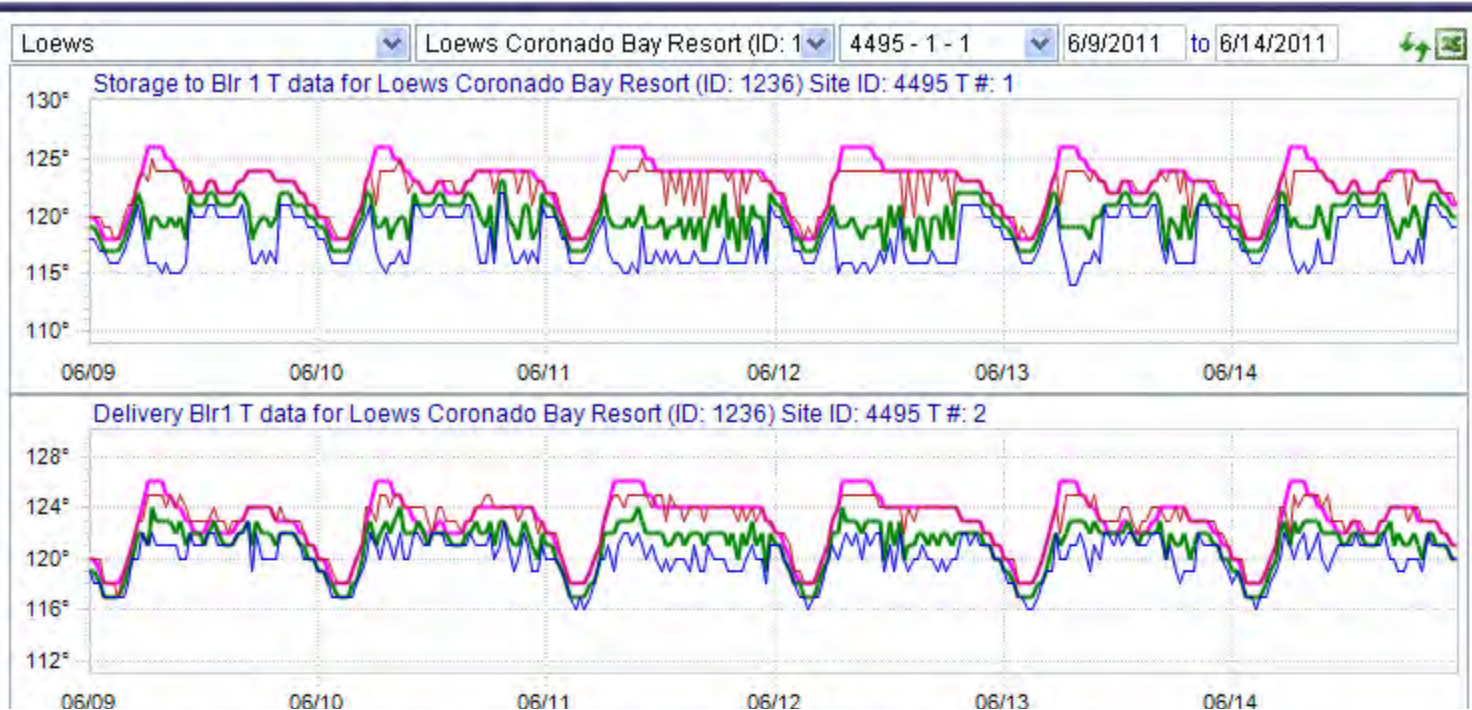 Loews Loews Coronado Bay Resort (ID: 1 4495 - 1 - 1 6/9/2011 to 6/14/2011
Storage to Blr 1 T data for Loews Coronado Bay Resort (ID: 1236) Site ID: 4495 T #: 1
130°
125°
120°
115°
110°
06/09 06/10 06/11 06/12 06/13 06/14
Delivery Blr1 T data for Loews Coronado Bay Resort (ID: 1236) Site ID: 4495 T #: 2
128°
124°
120°
116°
112°
06/09 06/10 06/11 06/12 06/13 06/14